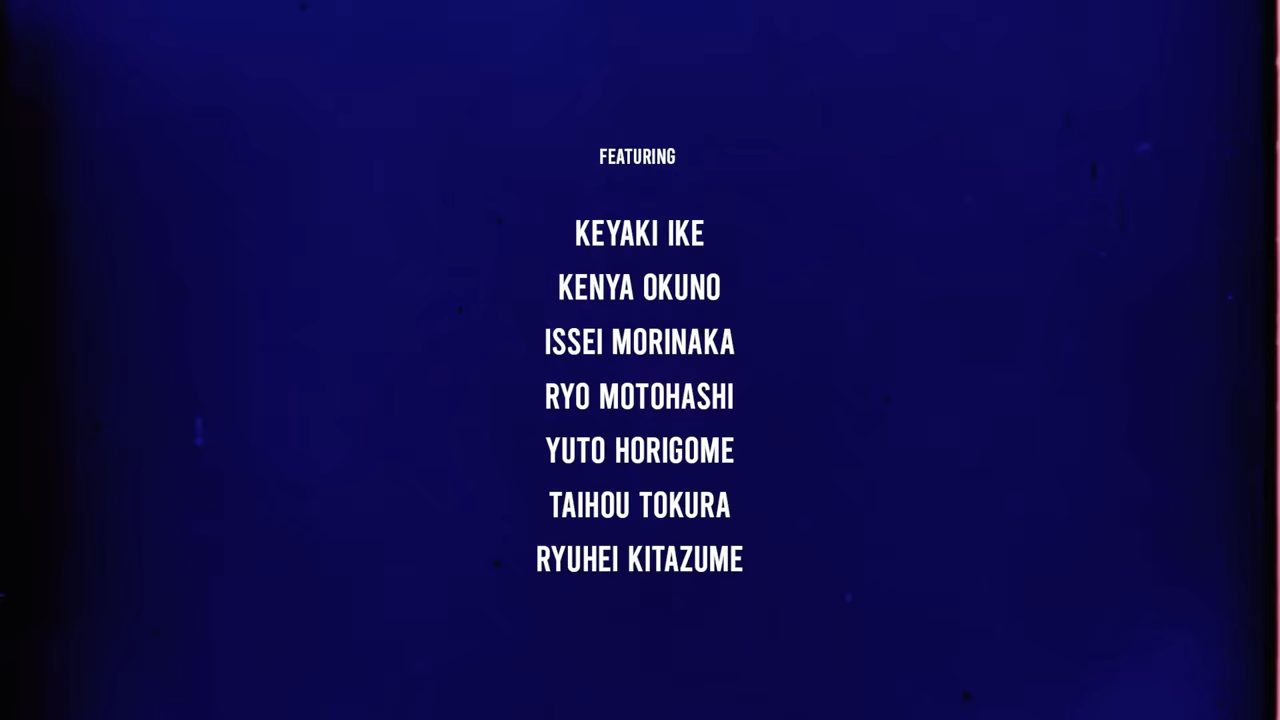 FEATURING
KEYAKI IKE
KENYA OKUNO
ISSEI MORINAKA
RYO MOTOHASHI
YUTO HORIGOME
TAIHOU TOKURA
RYUHEI KITAZUME